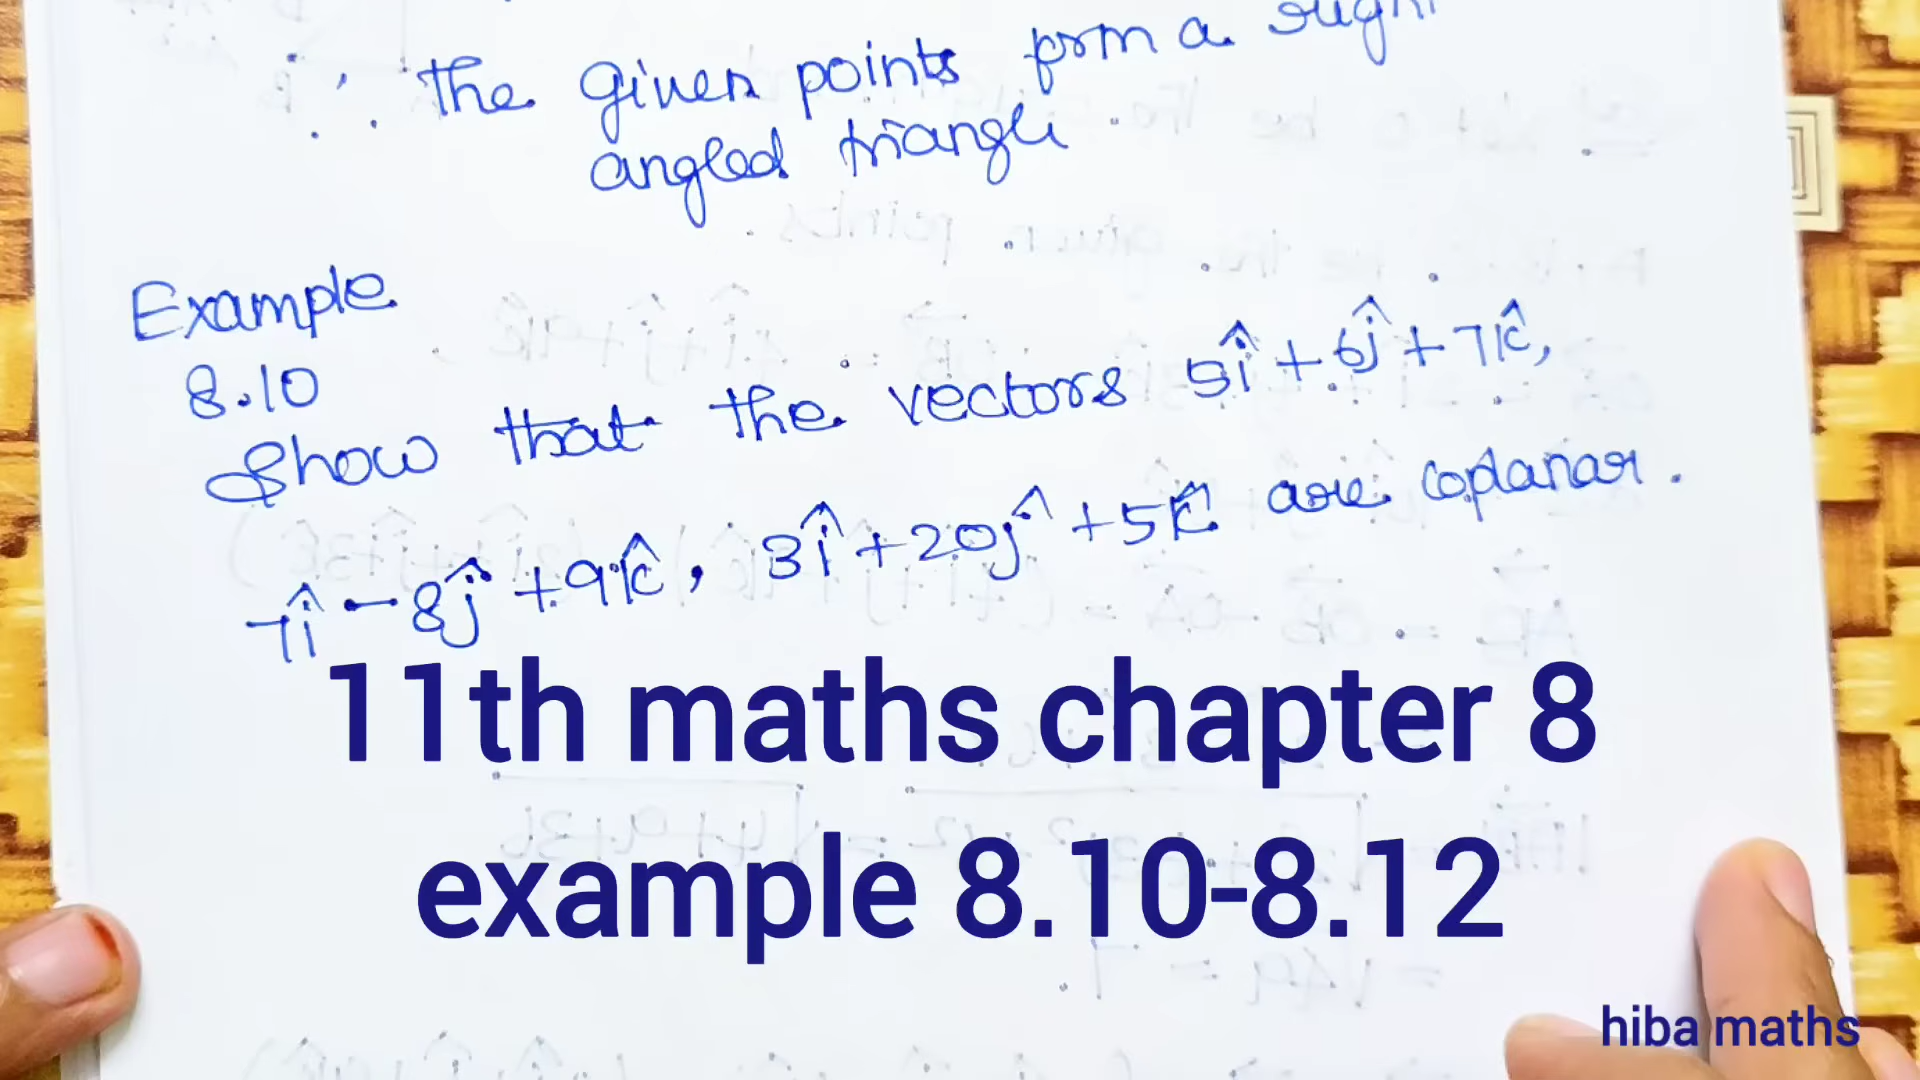 ∴ the given points form a right
angled triangle.
Example
8.10
Show that the vectors 5î + 6ĵ + 7k̂,
7î - 8ĵ + 9k̂, 3î + 20ĵ + 5k̂ are coplanar.
11th maths chapter 8
example 8.10-8.12
hiba maths